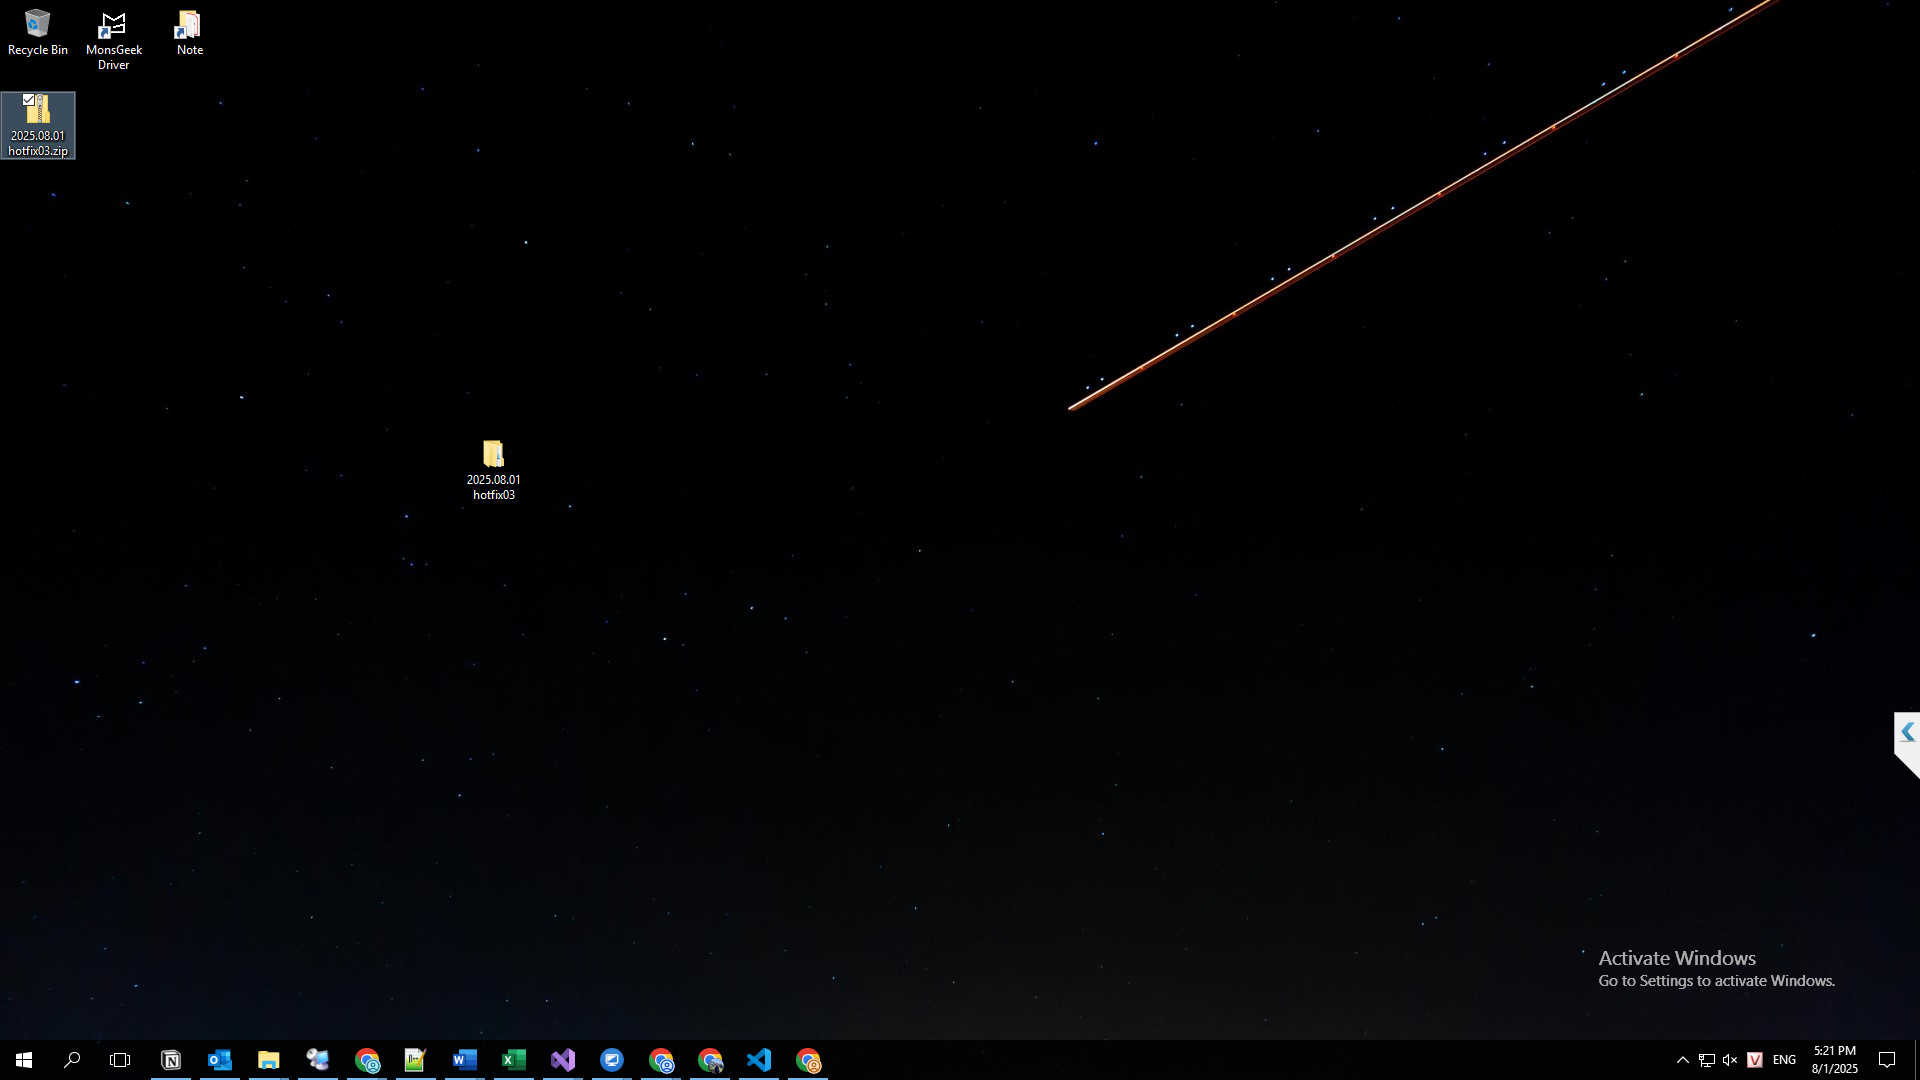 Recycle Bin
MonsGeek
Driver
Note
2025.08.01
hotfix03.zip
2025.08.01
hotfix03
Activate Windows
Go to Settings to activate Windows.
ENG
5:21 PM
8/1/2025